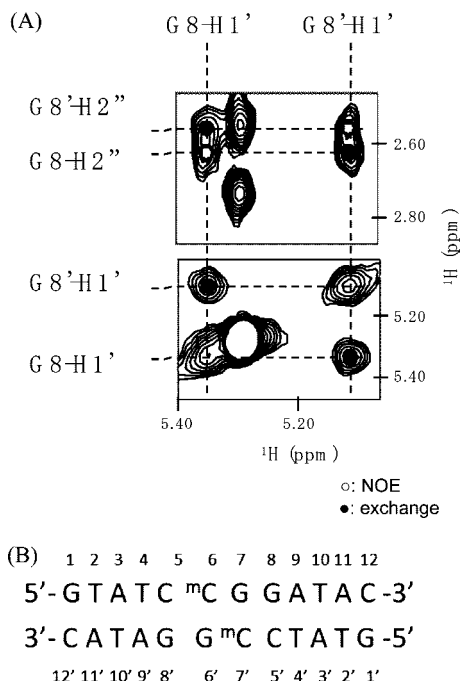 (A)
G8-H1' G8'-H1'
G8'-H2"
G8-H2"
2.60
2.80
¹H (ppm)
G8'-H1'
G8-H1'
5.20
5.40
5.40 5.20
¹H (ppm)
○: NOE
●: exchange
(B)
1 2 3 4 5 6 7 8 9 10 11 12
5'-G T A T C ᵐC G G A T A C-3'
3'-C A T A G G ᵐC C T A T G-5'
12' 11' 10' 9' 8' 6' 7' 5' 4' 3' 2' 1'